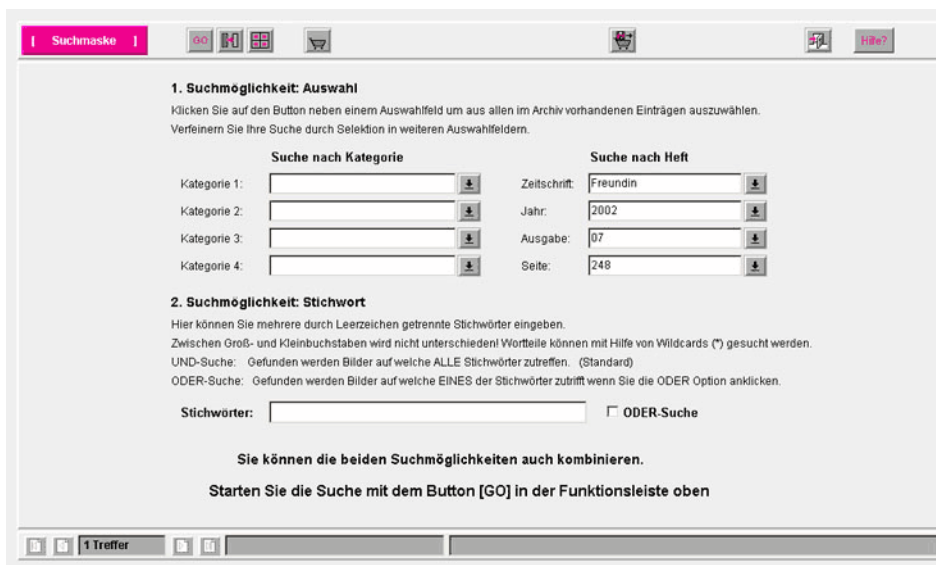 [ Suchmaske ] GO Hilfe?
1. Suchmöglichkeit: Auswahl
Klicken Sie auf den Button neben einem Auswahlfeld um aus allen im Archiv vorhandenen Einträgen auszuwählen.
Verfeinern Sie Ihre Suche durch Selektion in weiteren Auswahlfeldern.
Suche nach Kategorie Suche nach Heft
Kategorie 1: Zeitschrift: Freundin
Kategorie 2: Jahr: 2002
Kategorie 3: Ausgabe: 07
Kategorie 4: Seite: 248
2. Suchmöglichkeit: Stichwort
Hier können Sie mehrere durch Leerzeichen getrennte Stichwörter eingeben.
Zwischen Groß- und Kleinbuchstaben wird nicht unterschieden! Wortteile können mit Hilfe von Wildcards (*) gesucht werden.
UND-Suche: Gefunden werden Bilder auf welche ALLE Stichwörter zutreffen. (Standard)
ODER-Suche: Gefunden werden Bilder auf welche EINES der Stichwörter zutrifft wenn Sie die ODER Option anklicken.
Stichwörter: ODER-Suche
Sie können die beiden Suchmöglichkeiten auch kombinieren.
Starten Sie die Suche mit dem Button [GO] in der Funktionsleiste oben
1 Treffer